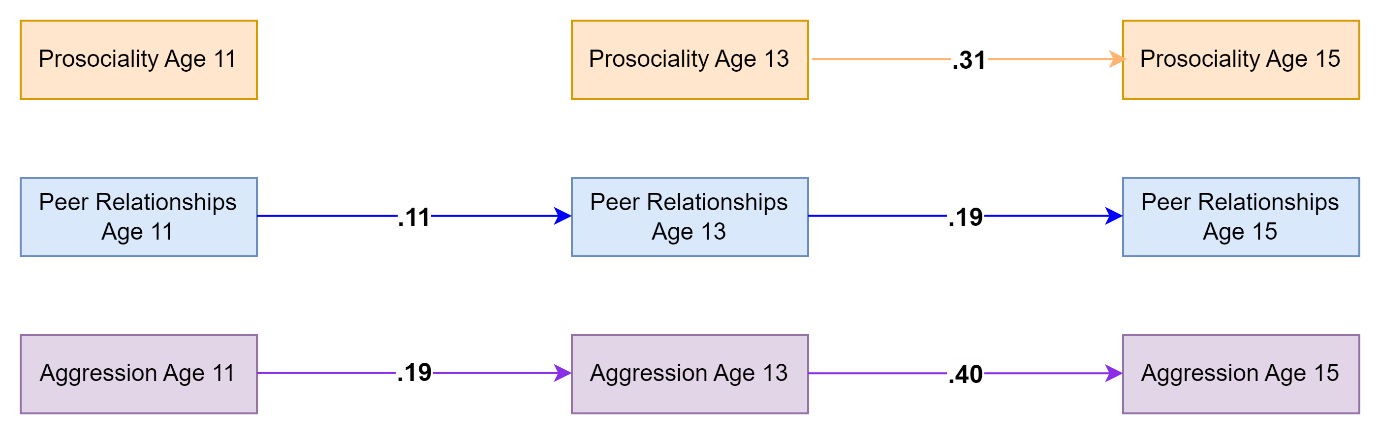 Prosociality Age 11
Prosociality Age 13
.31
Prosociality Age 15
Peer Relationships
Age 11
.11
Peer Relationships
Age 13
.19
Peer Relationships
Age 15
Aggression Age 11
.19
Aggression Age 13
.40
Aggression Age 15